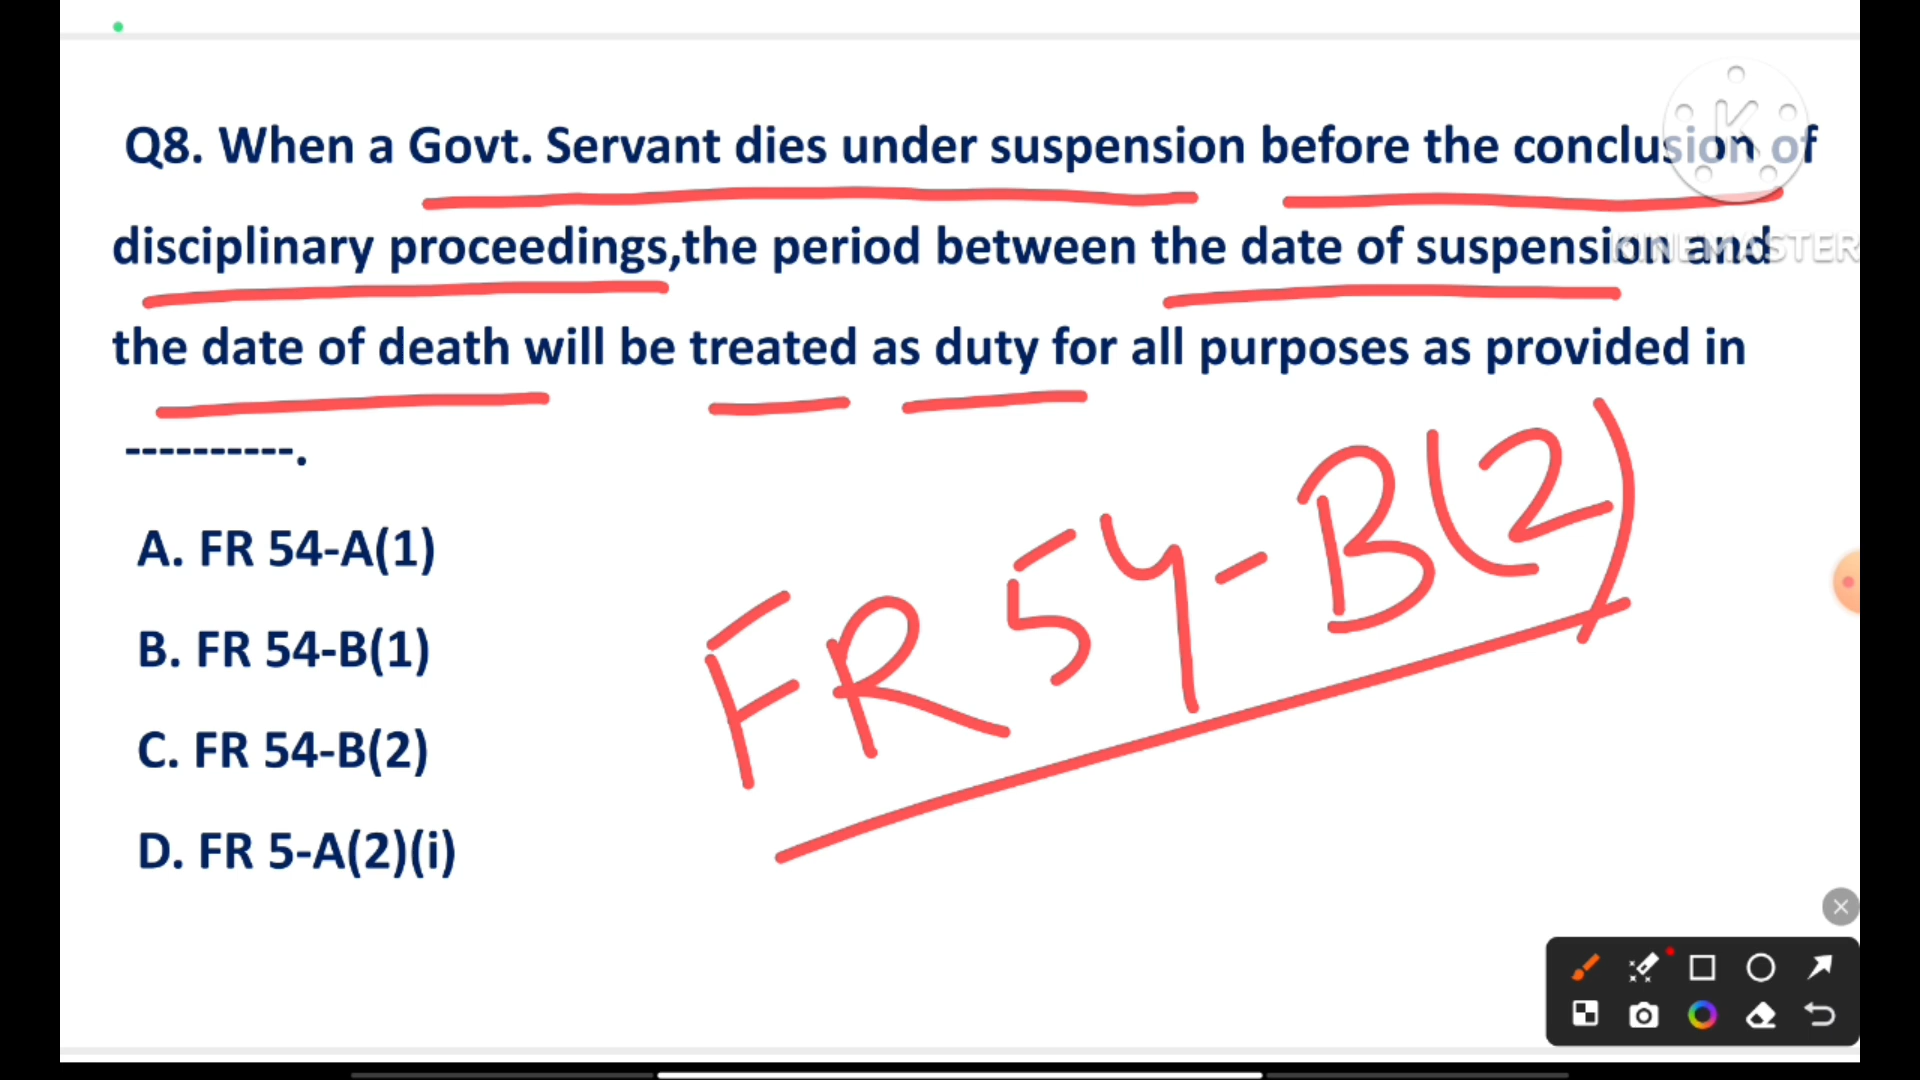 Q8. When a Govt. Servant dies under suspension before the conclusion of
disciplinary proceedings,the period between the date of suspension and
the date of death will be treated as duty for all purposes as provided in
----------.
A. FR 54-A(1)
B. FR 54-B(1)
C. FR 54-B(2)
D. FR 5-A(2)(i)
FR 54-B(2)
K
KINEMASTER